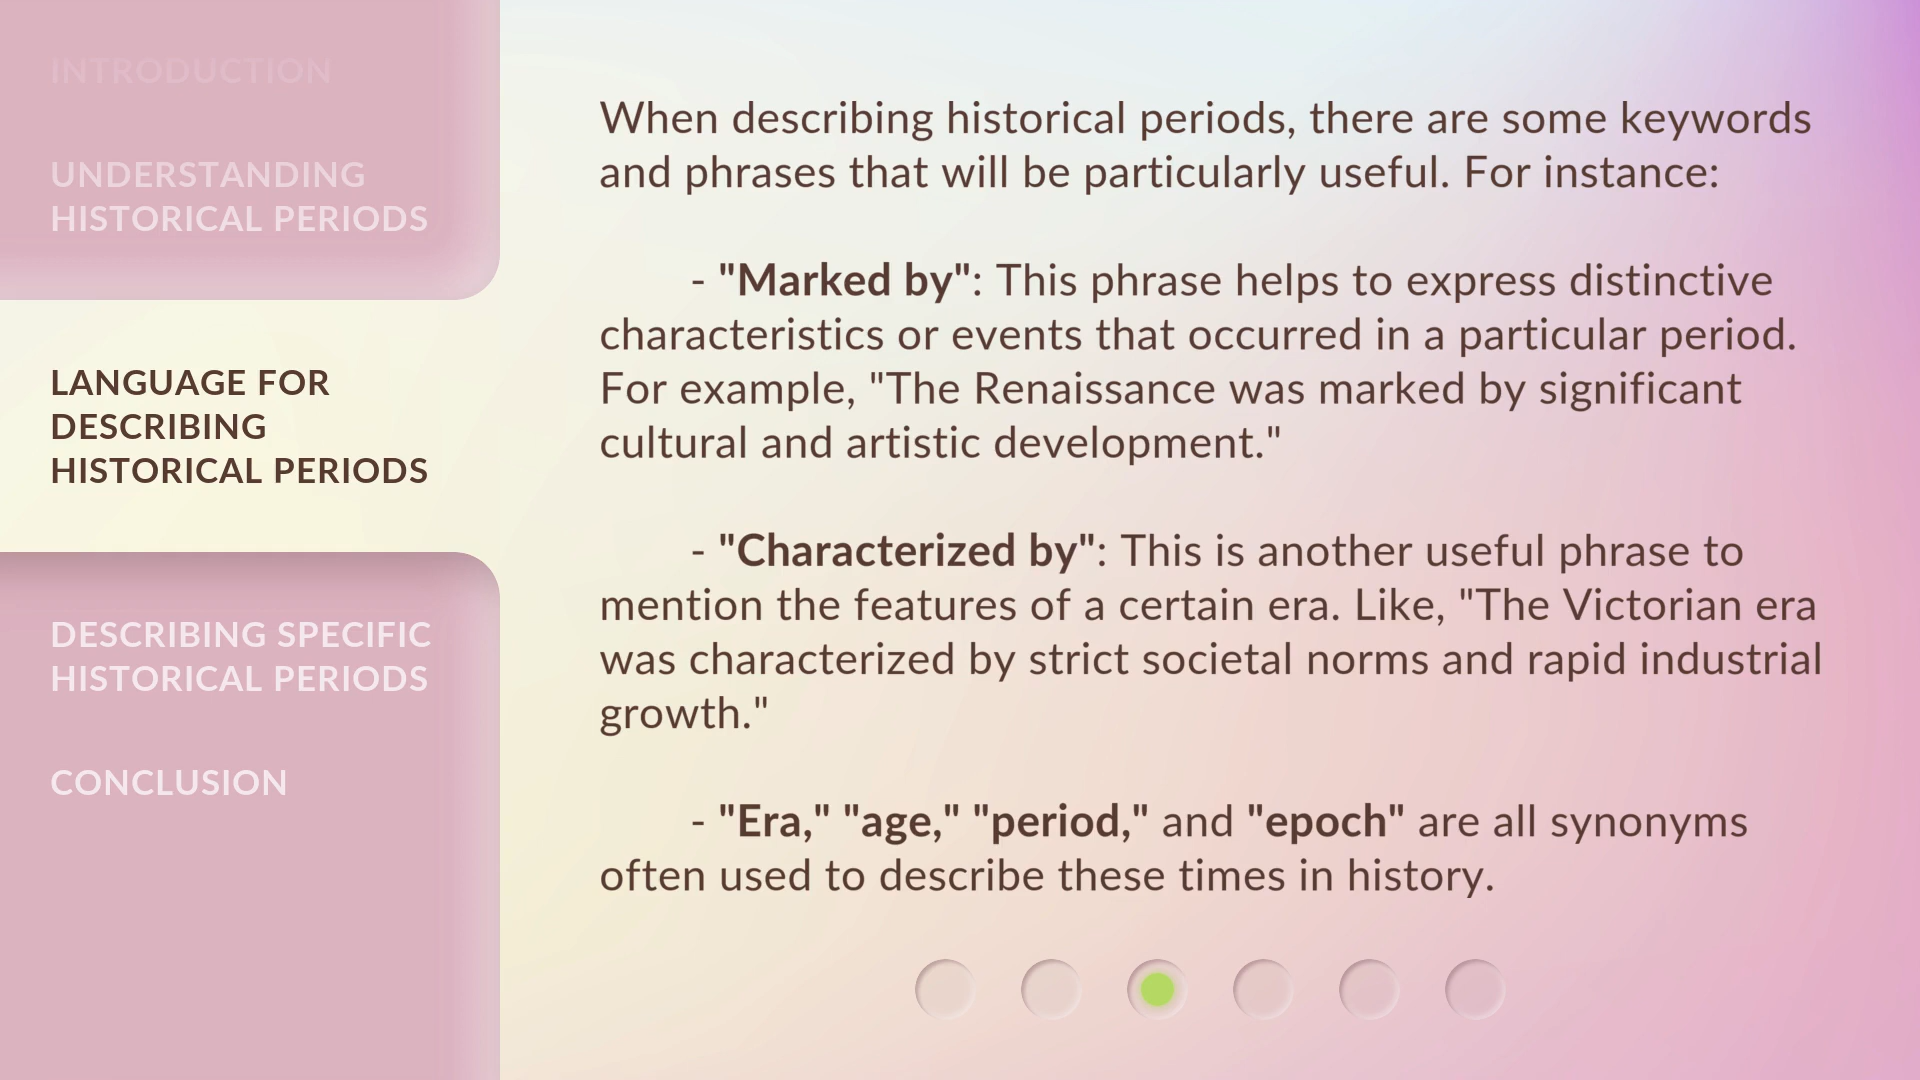 INTRODUCTION
UNDERSTANDING
HISTORICAL PERIODS
LANGUAGE FOR
DESCRIBING
HISTORICAL PERIODS
DESCRIBING SPECIFIC
HISTORICAL PERIODS
CONCLUSION
When describing historical periods, there are some keywords
and phrases that will be particularly useful. For instance:
- "Marked by": This phrase helps to express distinctive
characteristics or events that occurred in a particular period.
For example, "The Renaissance was marked by significant
cultural and artistic development."
- "Characterized by": This is another useful phrase to
mention the features of a certain era. Like, "The Victorian era
was characterized by strict societal norms and rapid industrial
growth."
- "Era," "age," "period," and "epoch" are all synonyms
often used to describe these times in history.